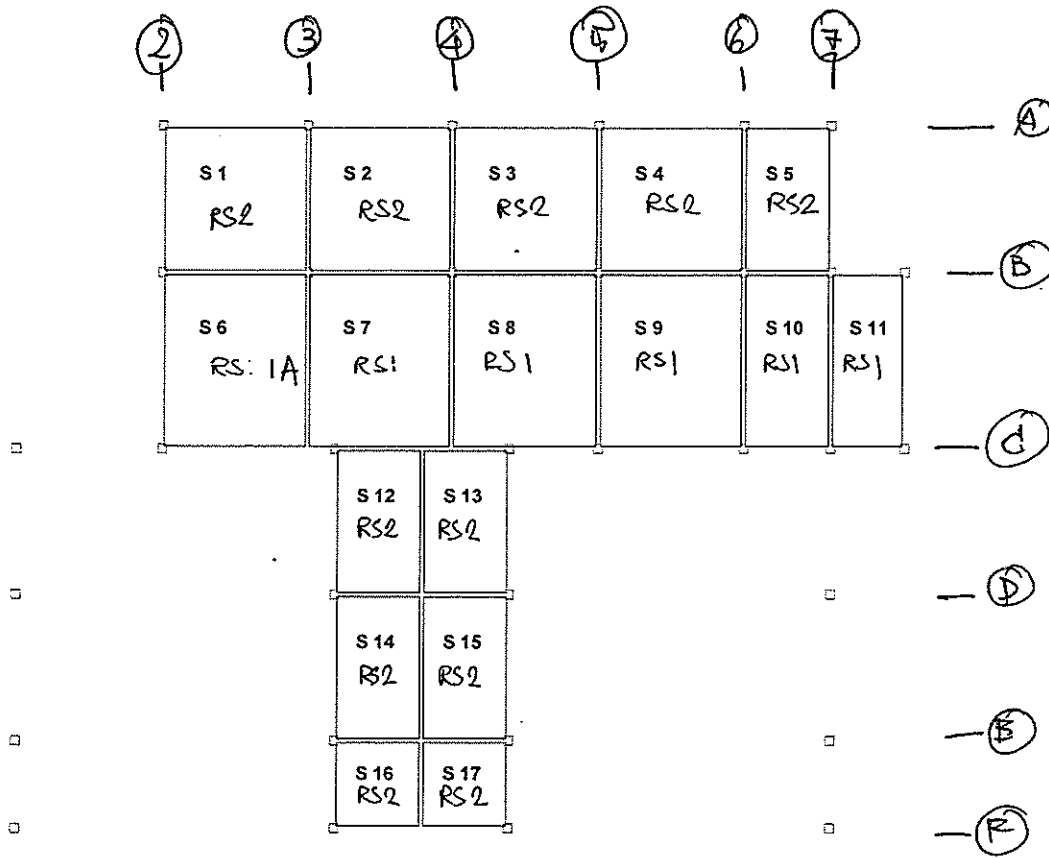 2 3 4 5 6 7
A
S 1 S 2 S 3 S 4 S 5
RS2 RS2 RS2 RS2 RS2
B
S 6 S 7 S 8 S 9 S 10 S 11
RS: 1A RS1 RS1 RS1 RS1 RS1
C
S 12 S 13
RS2 RS2
D
S 14 S 15
RS2 RS2
E
S 16 S 17
RS2 RS2
F